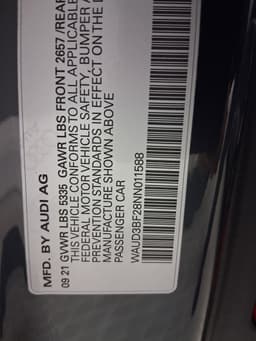 MFD. BY AUDI AG
09 21 GVWR LBS 5335 GAWR LBS FRONT 2657/REAR
THIS VEHICLE CONFORMS TO ALL APPLICABLE
FEDERAL MOTOR VEHICLE SAFETY, BUMPER
PREVENTION STANDARDS IN EFFECT ON THE
MANUFACTURE SHOWN ABOVE
PASSENGER CAR
WAUD3BF28NN011588